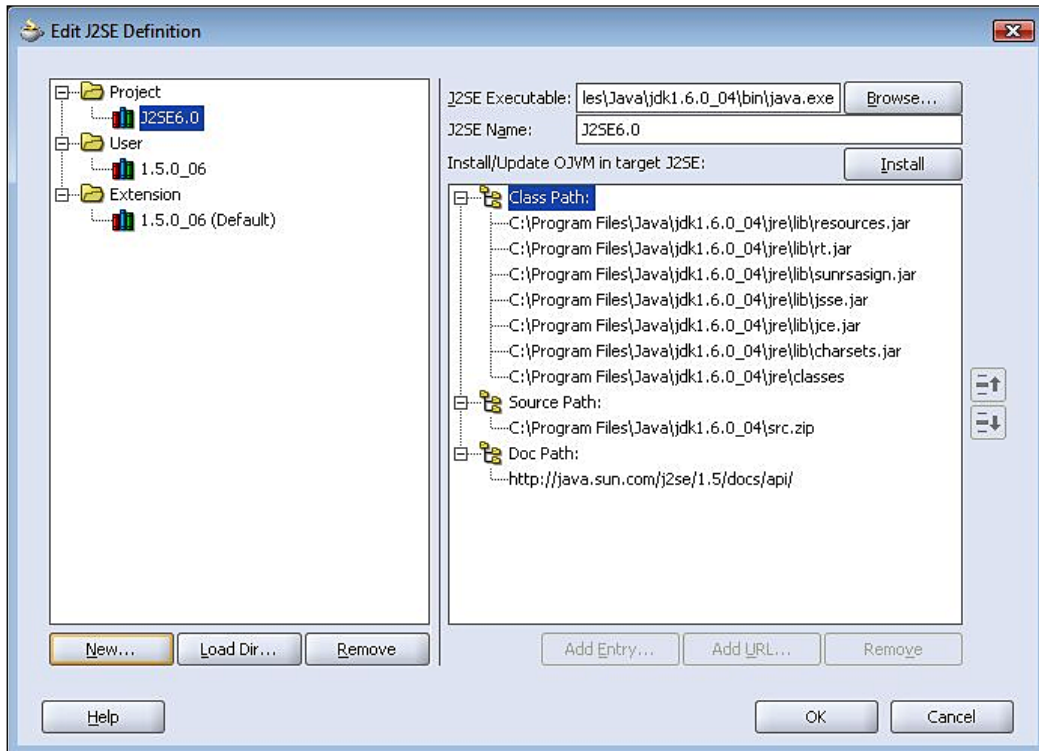 Edit J2SE Definition
Project
J2SE6.0
User
1.5.0_06
Extension
1.5.0_06 (Default)
New...
Load Dir...
Remove
J2SE Executable: les\Java\jdk1.6.0_04\bin\java.exe Browse...
J2SE Name: J2SE6.0
Install/Update OJVM in target J2SE: Install
Class Path:
C:\Program Files\Java\jdk1.6.0_04\jre\lib\resources.jar
C:\Program Files\Java\jdk1.6.0_04\jre\lib\rt.jar
C:\Program Files\Java\jdk1.6.0_04\jre\lib\sunrsasign.jar
C:\Program Files\Java\jdk1.6.0_04\jre\lib\jsse.jar
C:\Program Files\Java\jdk1.6.0_04\jre\lib\jce.jar
C:\Program Files\Java\jdk1.6.0_04\jre\lib\charsets.jar
C:\Program Files\Java\jdk1.6.0_04\jre\classes
Source Path:
C:\Program Files\Java\jdk1.6.0_04\src.zip
Doc Path:
http://java.sun.com/j2se/1.5/docs/api/
Add Entry...
Add URL...
Remove
Help
OK
Cancel